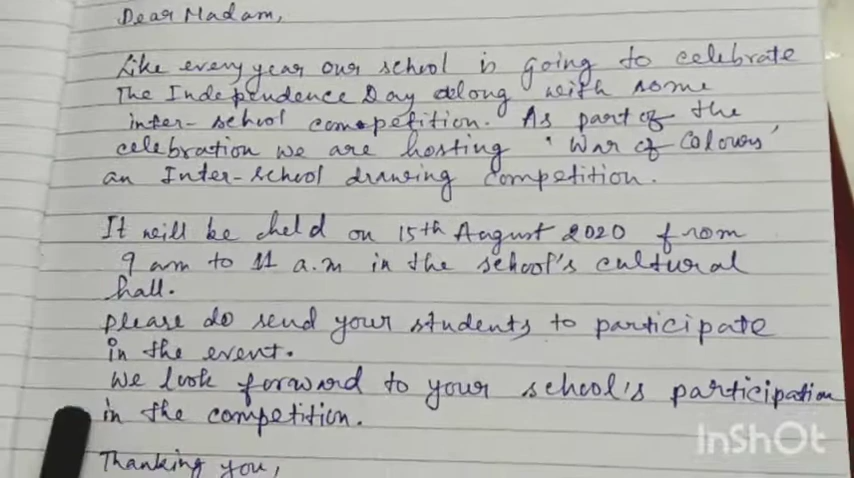 Dear Madam,
Like every year our school is going to celebrate
The Independence Day along with some
inter-school competition. As part of the
celebration we are hosting 'War of Colours'
an Inter-school drawing competition.
It will be held on 15th August 2020 from
9 am to 11 a.m in the school's cultural
hall.
please do send your students to participate
in the event.
We look forward to your school's participation
in the competition.
Thanking you,
InShOt